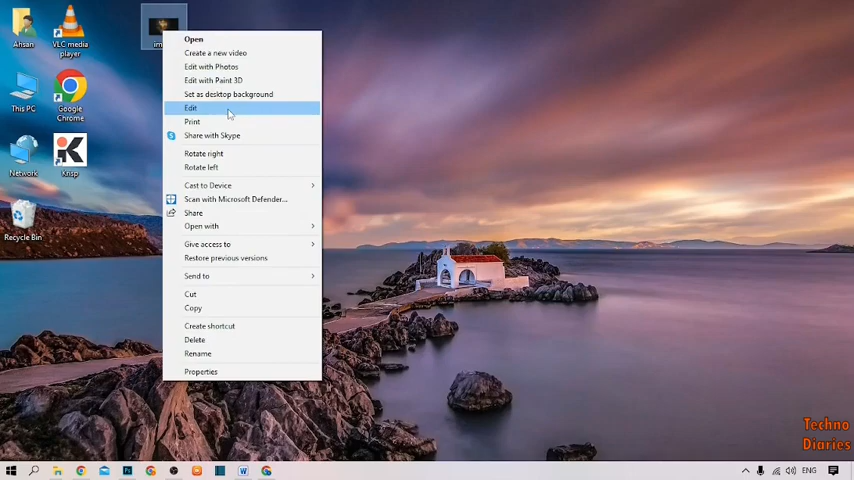 Ahsan
VLC media
player
im
This PC
Google
Chrome
Network
Krisp
Recycle Bin
Open
Create a new video
Edit with Photos
Edit with Paint 3D
Set as desktop background
Edit
Print
Share with Skype
Rotate right
Rotate left
Cast to Device
Scan with Microsoft Defender...
Share
Open with
Give access to
Restore previous versions
Send to
Cut
Copy
Create shortcut
Delete
Rename
Properties
Techno
Diaries
ENG